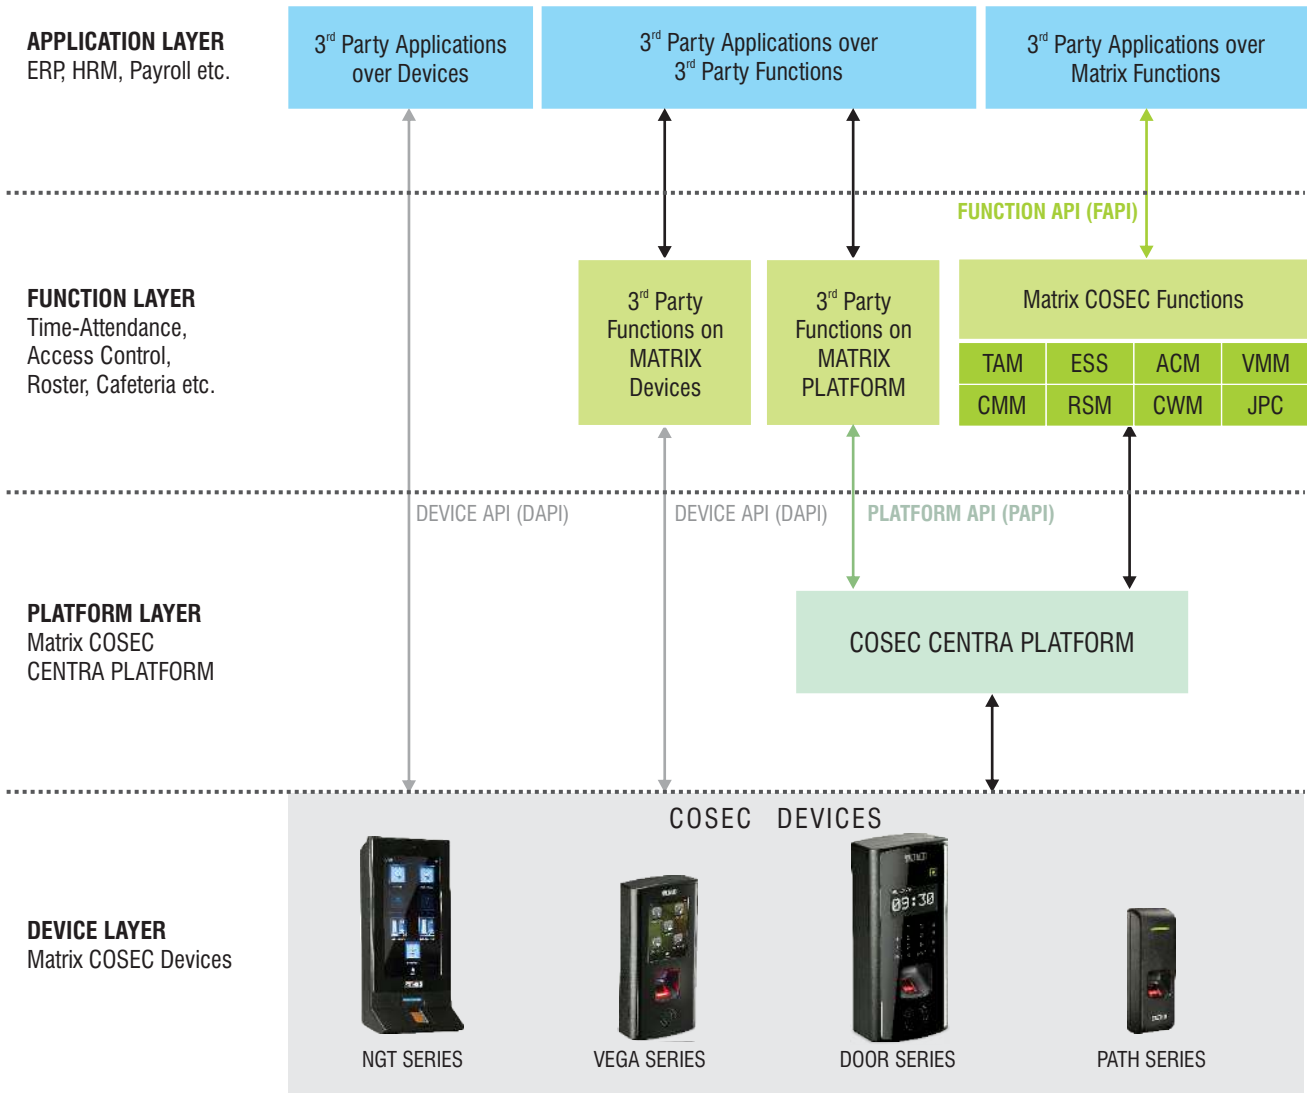 APPLICATION LAYER
ERP, HRM, Payroll etc.
3rd Party Applications
over Devices
3rd Party Applications over
3rd Party Functions
3rd Party Applications over
Matrix Functions
FUNCTION API (FAPI)
FUNCTION LAYER
Time-Attendance,
Access Control,
Roster, Cafeteria etc.
3rd Party
Functions on
MATRIX
Devices
3rd Party
Functions on
MATRIX
PLATFORM
Matrix COSEC Functions
TAM ESS ACM VMM
CMM RSM CWM JPC
DEVICE API (DAPI)
DEVICE API (DAPI)
PLATFORM API (PAPI)
PLATFORM LAYER
Matrix COSEC
CENTRA PLATFORM
COSEC CENTRA PLATFORM
COSEC DEVICES
09:30
DEVICE LAYER
Matrix COSEC Devices
NGT SERIES
VEGA SERIES
DOOR SERIES
PATH SERIES